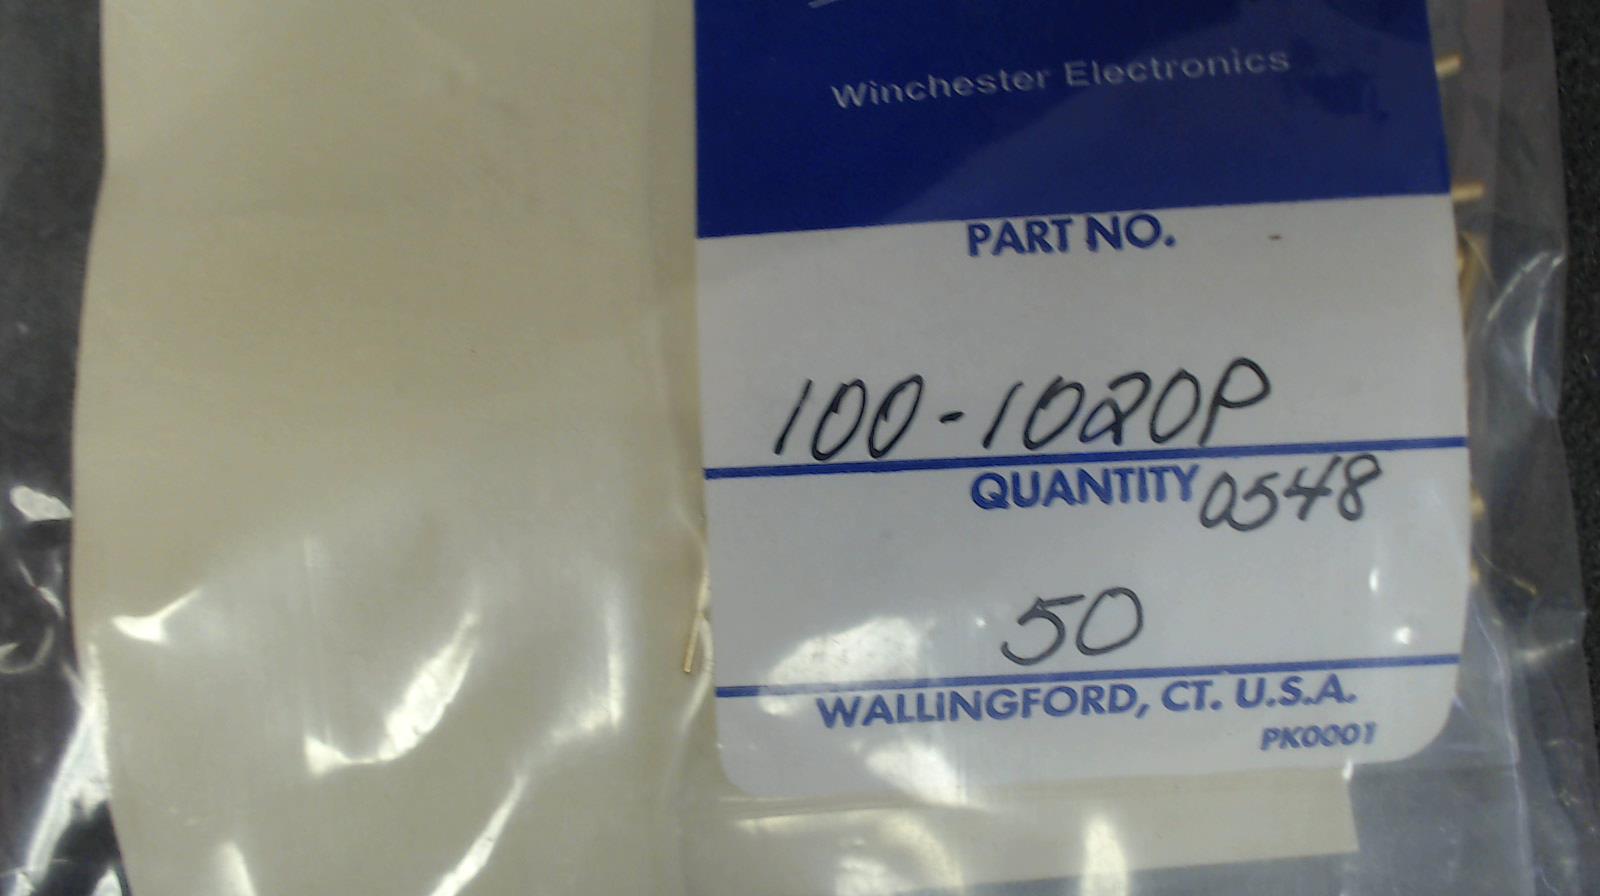 Winchester Electronics
PART NO.
100-1020P
QUANTITY 0548
50
WALLINGFORD, CT. U.S.A.
PK0001